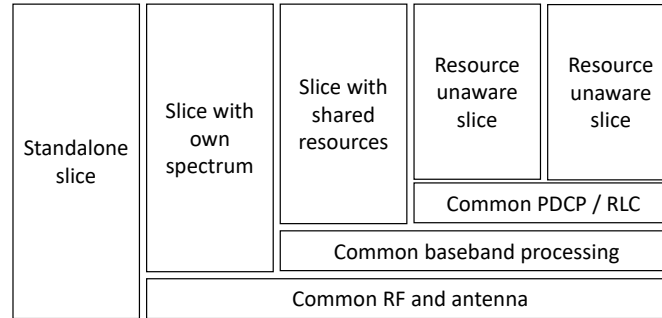 Standalone
slice
Slice with
own
spectrum
Slice with
shared
resources
Resource
unaware
slice
Resource
unaware
slice
Common PDCP / RLC
Common baseband processing
Common RF and antenna